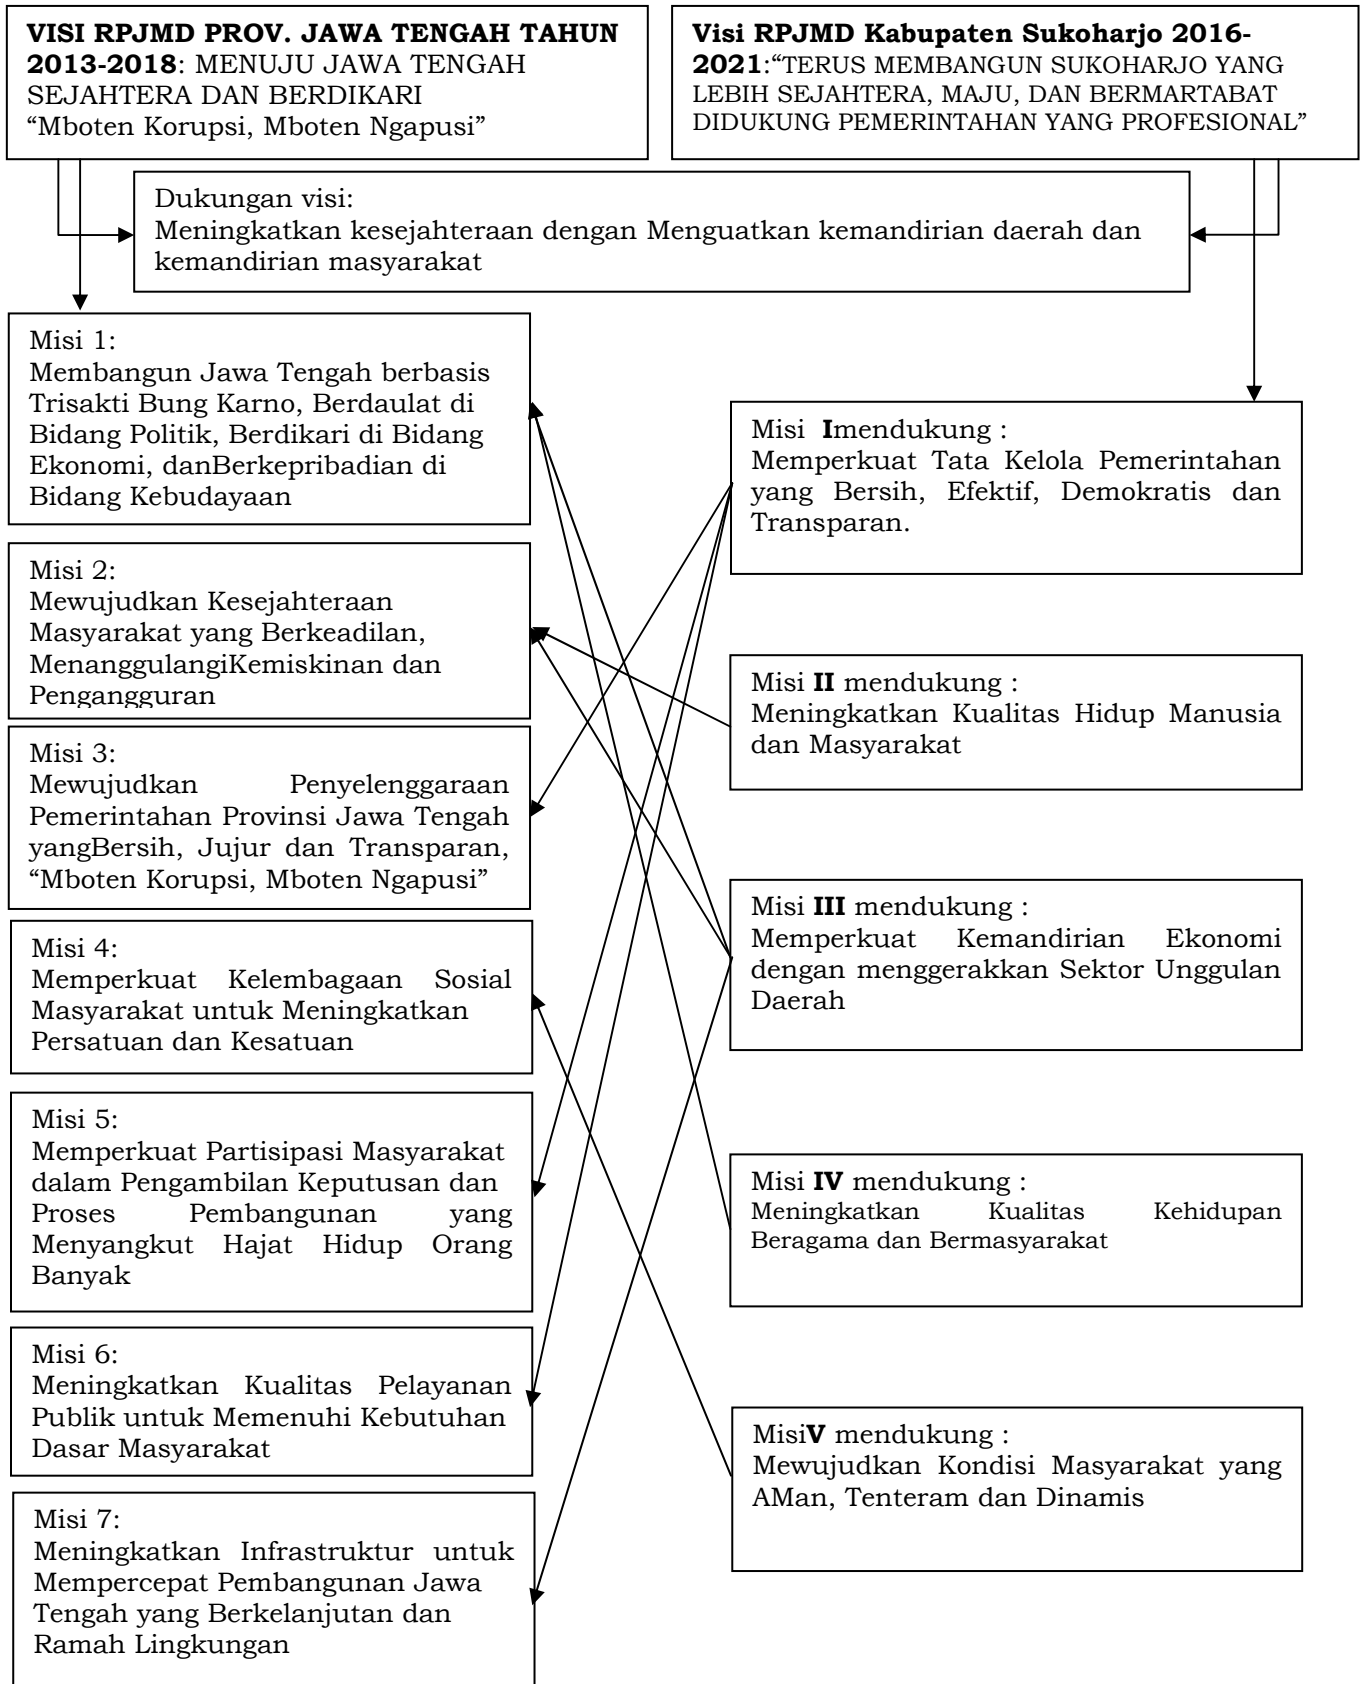 VISI RPJMD PROV. JAWA TENGAH TAHUN
2013-2018: MENUJU JAWA TENGAH
SEJAHTERA DAN BERDIKARI
“Mboten Korupsi, Mboten Ngapusi”
Visi RPJMD Kabupaten Sukoharjo 2016-
2021:“TERUS MEMBANGUN SUKOHARJO YANG
LEBIH SEJAHTERA, MAJU, DAN BERMARTABAT
DIDUKUNG PEMERINTAHAN YANG PROFESIONAL”
Dukungan visi:
Meningkatkan kesejahteraan dengan Menguatkan kemandirian daerah dan
kemandirian masyarakat
Misi 1:
Membangun Jawa Tengah berbasis
Trisakti Bung Karno, Berdaulat di
Bidang Politik, Berdikari di Bidang
Ekonomi, danBerkepribadian di
Bidang Kebudayaan
Misi 2:
Mewujudkan Kesejahteraan
Masyarakat yang Berkeadilan,
MenanggulangiKemiskinan dan
Pengangguran
Misi 3:
Mewujudkan Penyelenggaraan
Pemerintahan Provinsi Jawa Tengah
yangBersih, Jujur dan Transparan,
“Mboten Korupsi, Mboten Ngapusi”
Misi 4:
Memperkuat Kelembagaan Sosial
Masyarakat untuk Meningkatkan
Persatuan dan Kesatuan
Misi 5:
Memperkuat Partisipasi Masyarakat
dalam Pengambilan Keputusan dan
Proses Pembangunan yang
Menyangkut Hajat Hidup Orang
Banyak
Misi 6:
Meningkatkan Kualitas Pelayanan
Publik untuk Memenuhi Kebutuhan
Dasar Masyarakat
Misi 7:
Meningkatkan Infrastruktur untuk
Mempercepat Pembangunan Jawa
Tengah yang Berkelanjutan dan
Ramah Lingkungan
Misi Imendukung :
Memperkuat Tata Kelola Pemerintahan
yang Bersih, Efektif, Demokratis dan
Transparan.
Misi II mendukung :
Meningkatkan Kualitas Hidup Manusia
dan Masyarakat
Misi III mendukung :
Memperkuat Kemandirian Ekonomi
dengan menggerakkan Sektor Unggulan
Daerah
Misi IV mendukung :
Meningkatkan Kualitas Kehidupan
Beragama dan Bermasyarakat
MisiV mendukung :
Mewujudkan Kondisi Masyarakat yang
AMan, Tenteram dan Dinamis